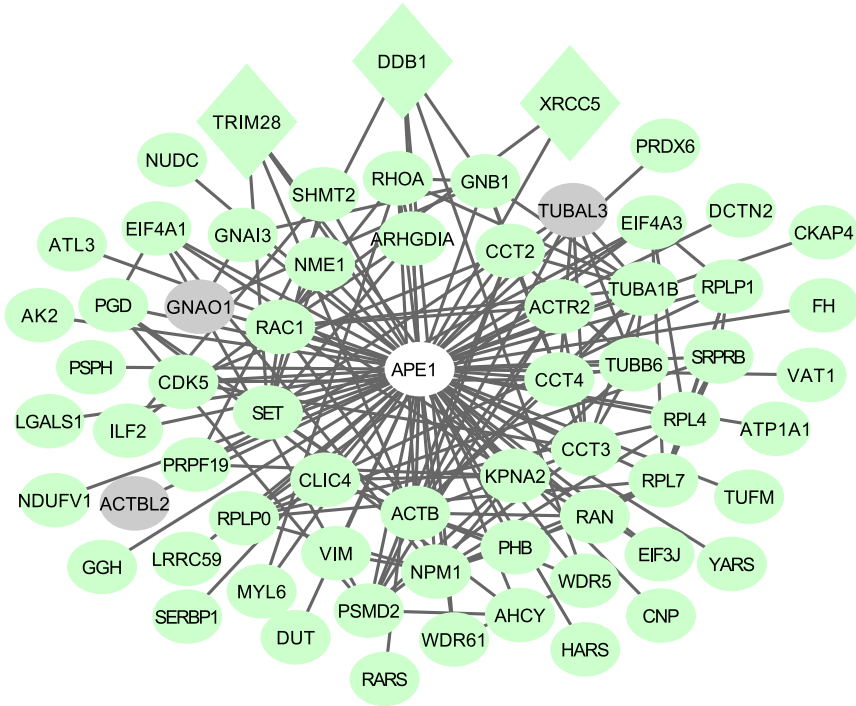 DDB1
XRCC5
TRIM28
PRDX6
NUDC
RHOA
GNB1
SHMT2
TUBAL3
DCTN2
EIF4A3
EIF4A1
GNAI3
ARHGDIA
CKAP4
ATL3
CCT2
NME1
TUBA1B
RPLP1
PGD
GNAO1
ACTR2
FH
AK2
RAC1
TUBB6
SRPRB
APE1
PSPH
CDK5
CCT4
VAT1
LGALS1
ILF2
SET
RPL4
ATP1A1
CCT3
PRPF19
CLIC4
KPNA2
RPL7
NDUFV1
ACTBL2
TUFM
RPLP0
ACTB
RAN
LRRC59
VIM
PHB
EIF3J
YARS
GGH
NPM1
WDR5
MYL6
PSMD2
AHCY
SERBP1
CNP
DUT
WDR61
HARS
RARS